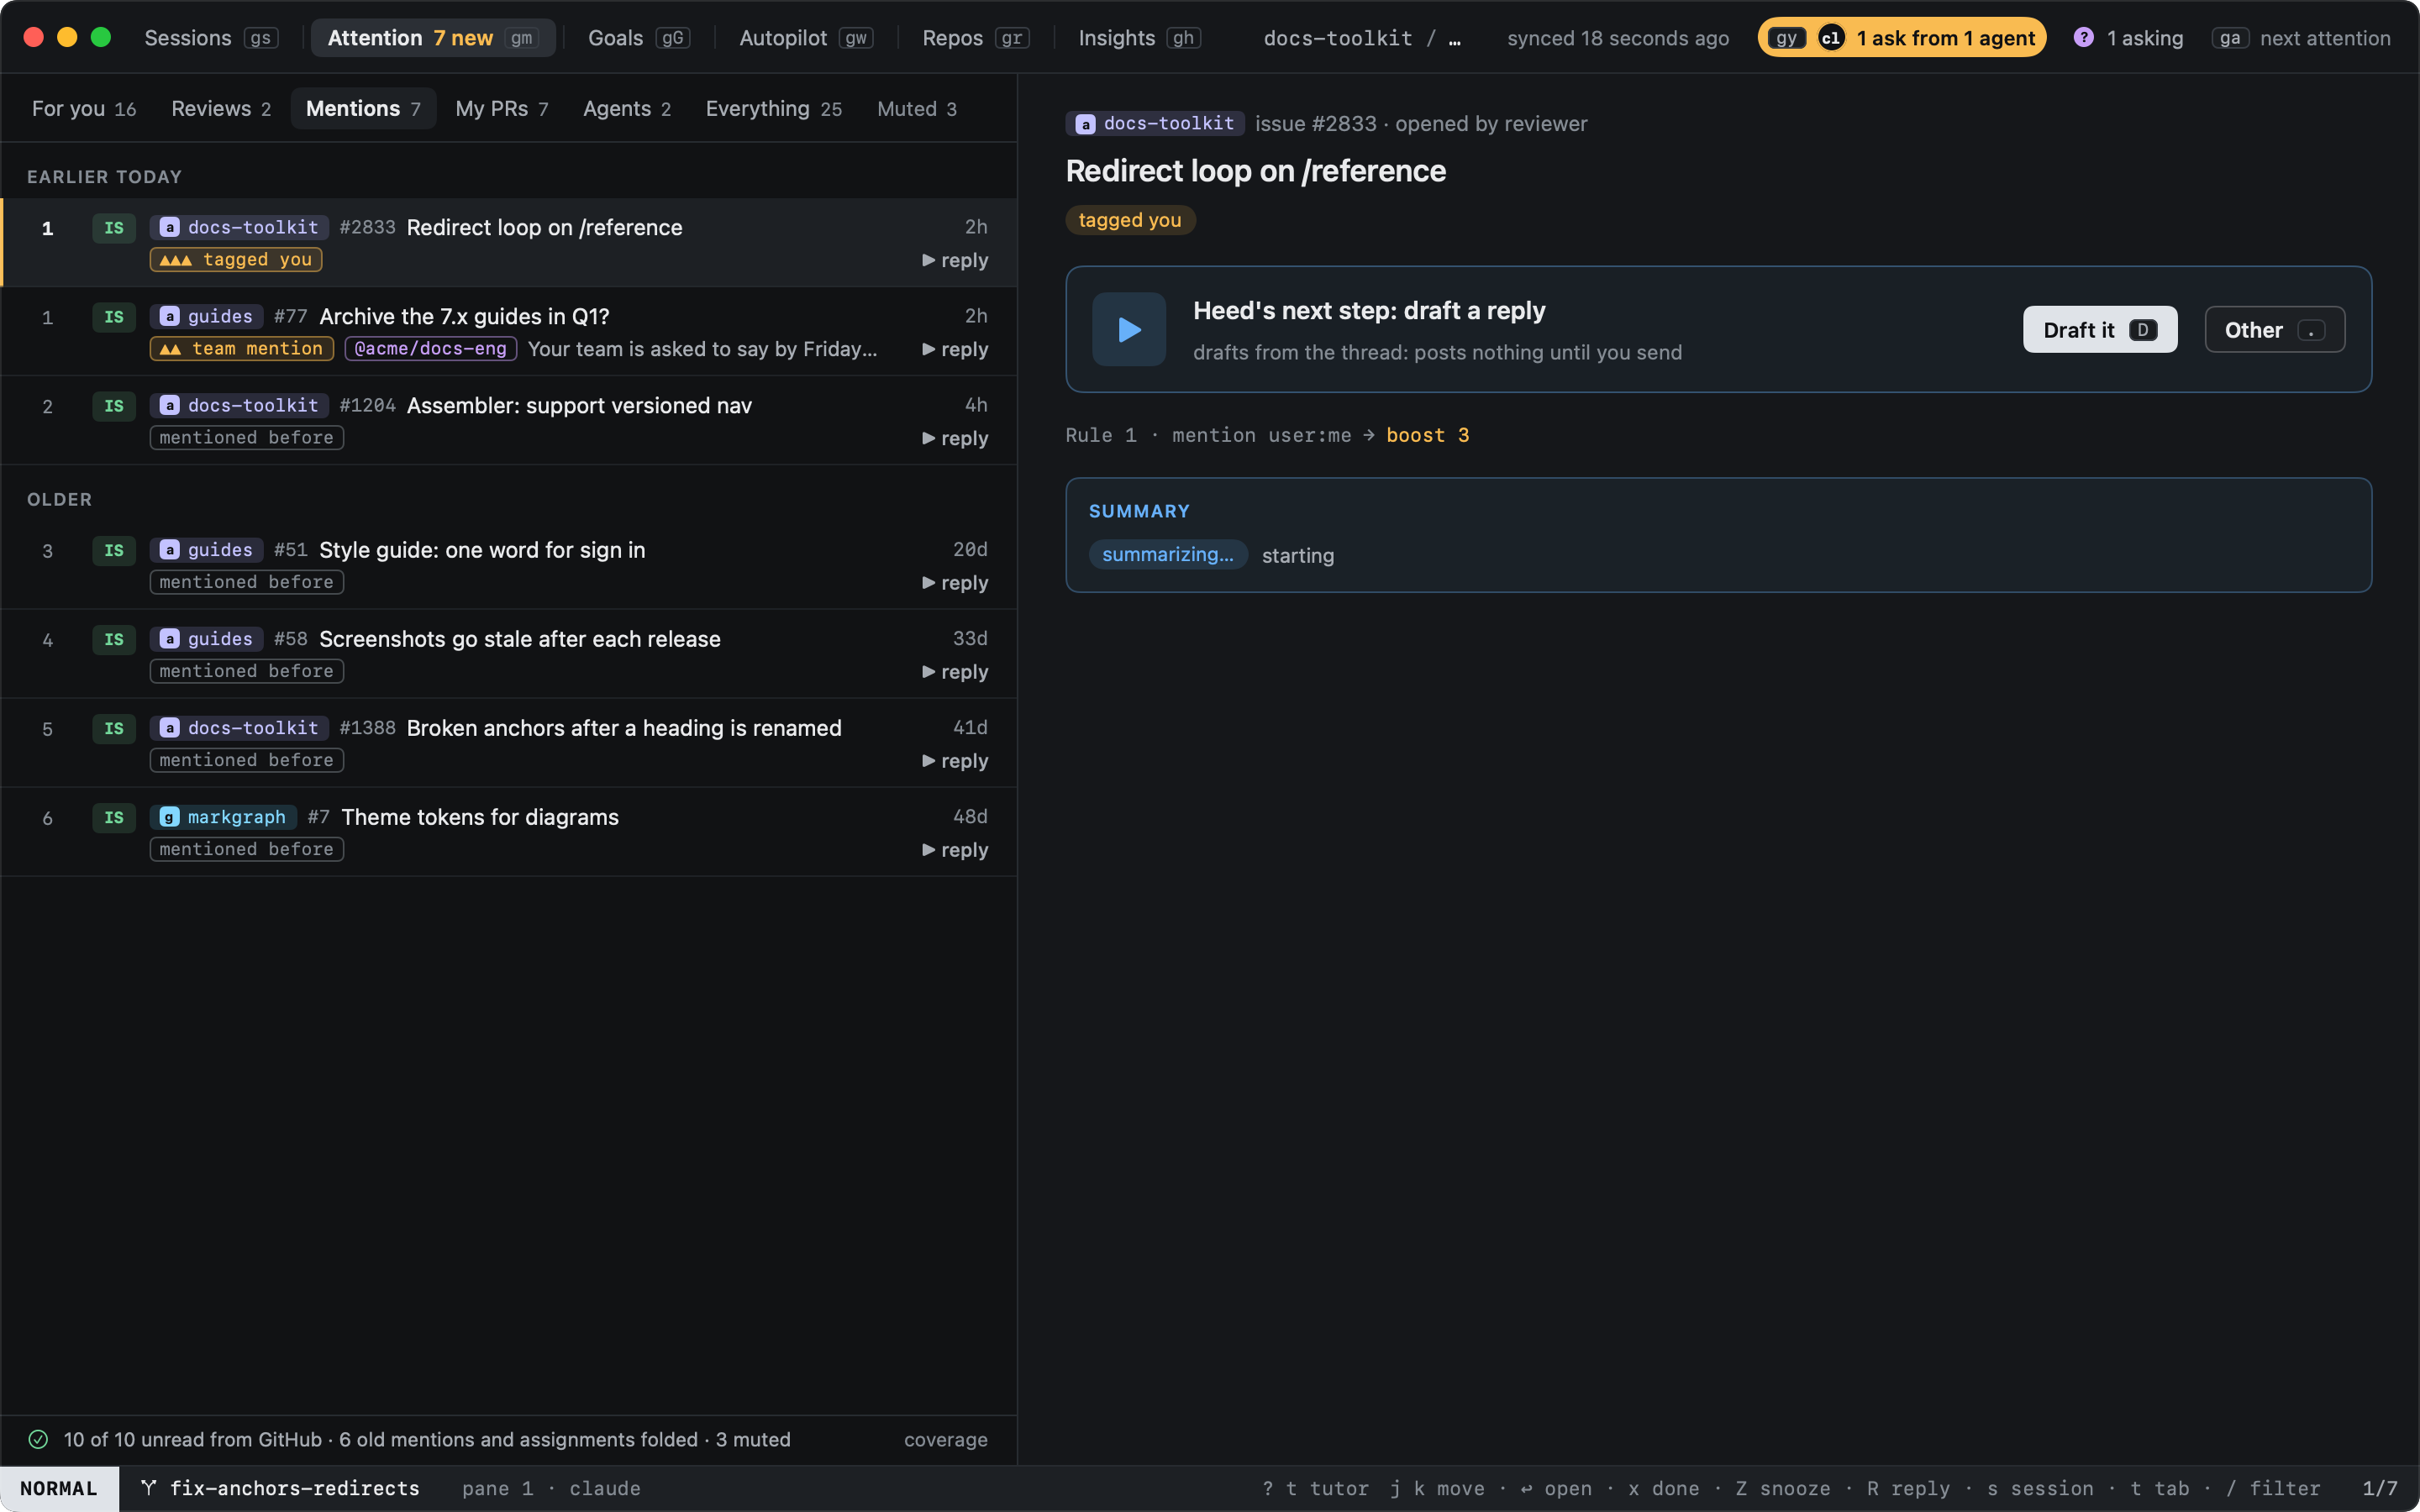 Sessions gs Attention 7 new gm Goals gG Autopilot gw Repos gr Insights gh docs-toolkit / … synced 18 seconds ago gy cl 1 ask from 1 agent ? 1 asking ga next attention
For you 16 Reviews 2 Mentions 7 My PRs 7 Agents 2 Everything 25 Muted 3
EARLIER TODAY
1 IS a docs-toolkit #2833 Redirect loop on /reference 2h
▲▲▲ tagged you ▶ reply
1 IS a guides #77 Archive the 7.x guides in Q1? 2h
▲▲ team mention @acme/docs-eng Your team is asked to say by Friday… ▶ reply
2 IS a docs-toolkit #1204 Assembler: support versioned nav 4h
mentioned before ▶ reply
OLDER
3 IS a guides #51 Style guide: one word for sign in 20d
mentioned before ▶ reply
4 IS a guides #58 Screenshots go stale after each release 33d
mentioned before ▶ reply
5 IS a docs-toolkit #1388 Broken anchors after a heading is renamed 41d
mentioned before ▶ reply
6 IS g markgraph #7 Theme tokens for diagrams 48d
mentioned before ▶ reply
10 of 10 unread from GitHub · 6 old mentions and assignments folded · 3 muted coverage
a docs-toolkit issue #2833 · opened by reviewer
Redirect loop on /reference
tagged you
Heed's next step: draft a reply
drafts from the thread: posts nothing until you send
Draft it D Other .
Rule 1 · mention user:me → boost 3
SUMMARY
summarizing… starting
NORMAL fix-anchors-redirects pane 1 · claude ? t tutor j k move · ↩ open · x done · Z snooze · R reply · s session · t tab · / filter 1/7